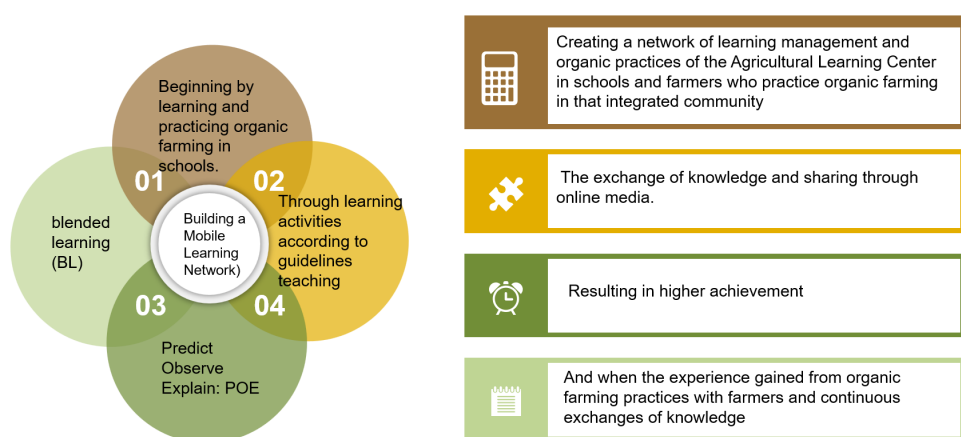 Beginning by
learning and
practicing organic
farming in
schools.
01
02
Through learning
activities
according to
guidelines
teaching
blended
learning
(BL)
Building a
Mobile
Learning
Network)
03
04
Predict
Observe
Explain: POE
Creating a network of learning management and
organic practices of the Agricultural Learning Center
in schools and farmers who practice organic farming
in that integrated community
The exchange of knowledge and sharing through
online media.
Resulting in higher achievement
And when the experience gained from organic
farming practices with farmers and continuous
exchanges of knowledge